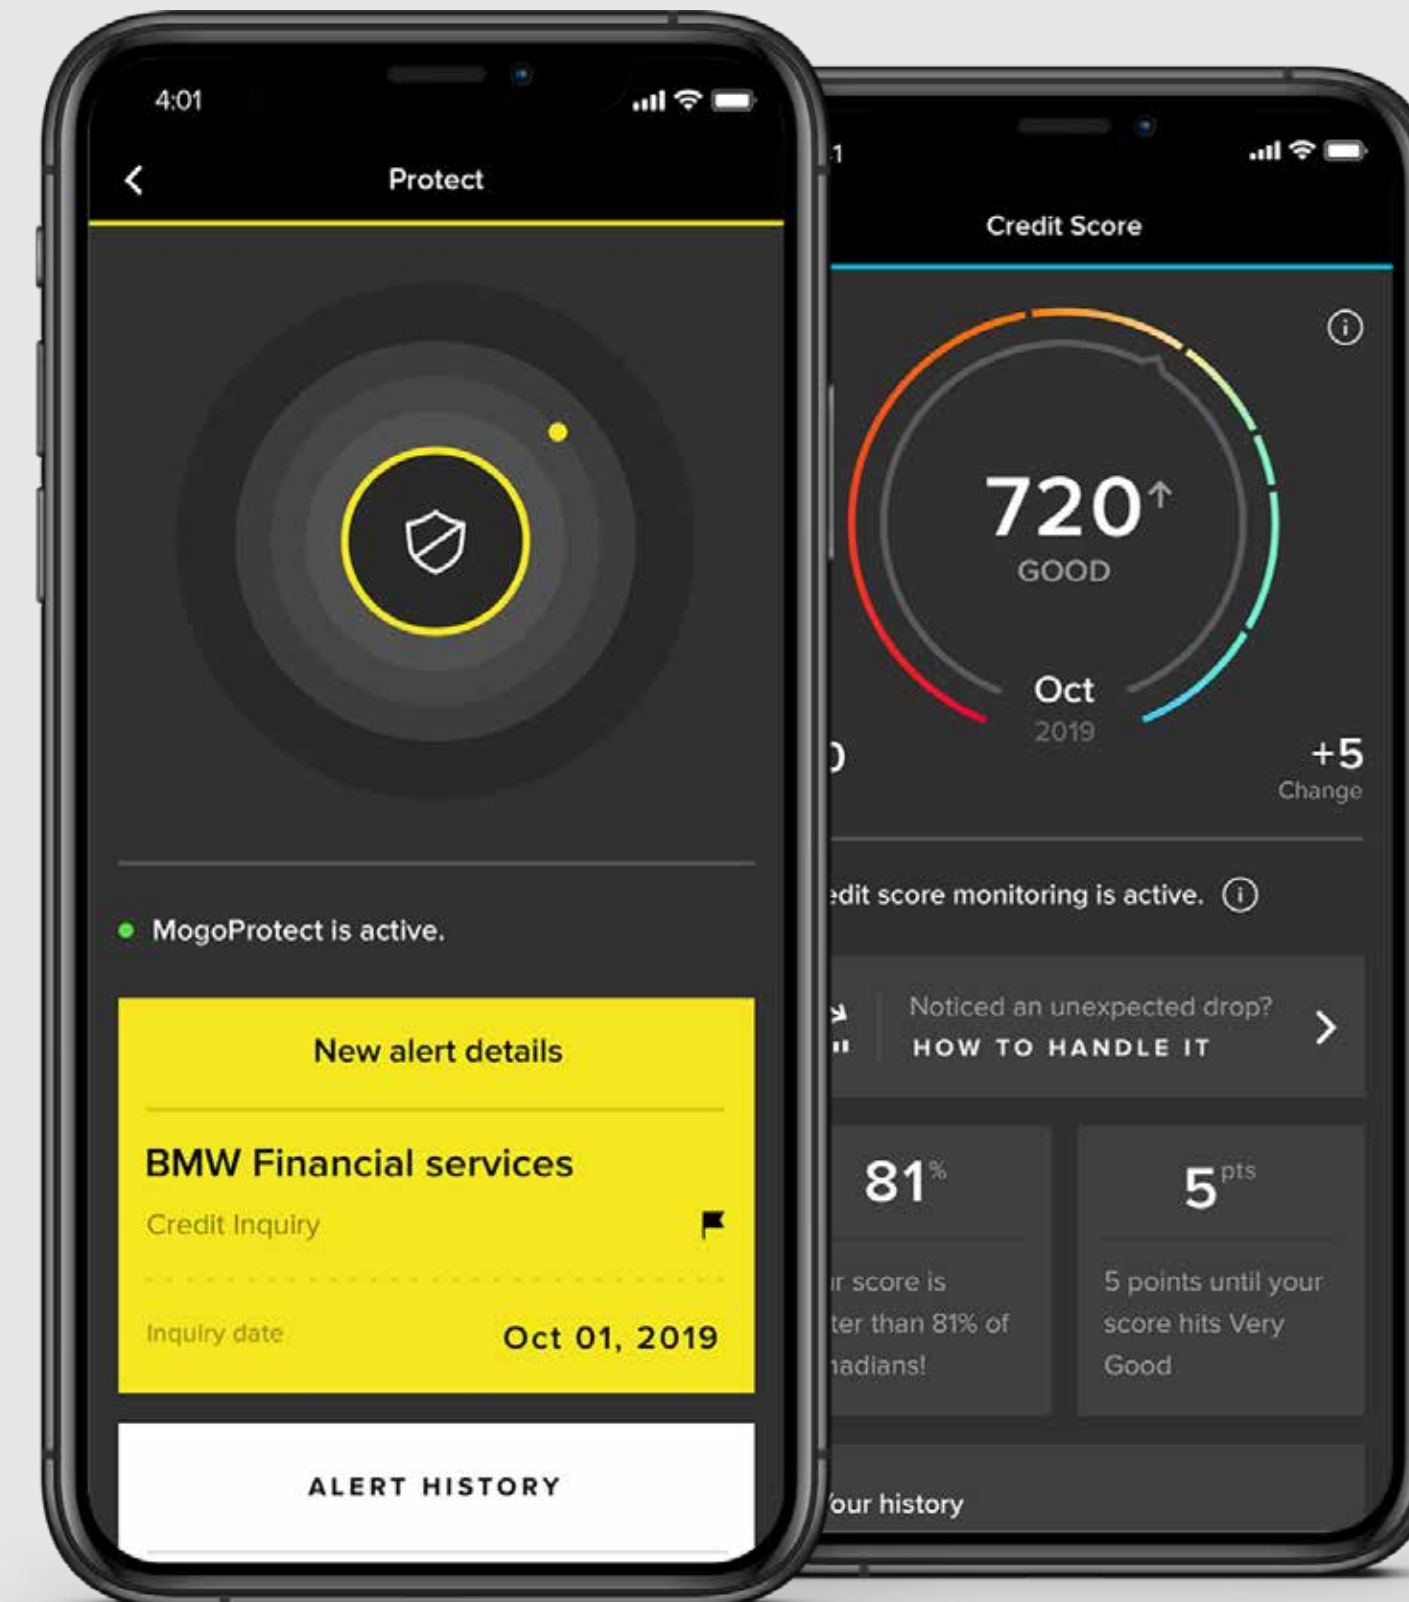 4:01
Protect
MogoProtect is active.
New alert details
BMW Financial services
Credit Inquiry
Inquiry date
Oct 01, 2019
ALERT HISTORY
1
Credit Score
720
GOOD
Oct
2019
+5
Change
edit score monitoring is active.
Noticed an unexpected drop?
HOW TO HANDLE IT
81%
score is
ter than 81% of
nadians!
5 pts
5 points until your
score hits Very
Good
our history